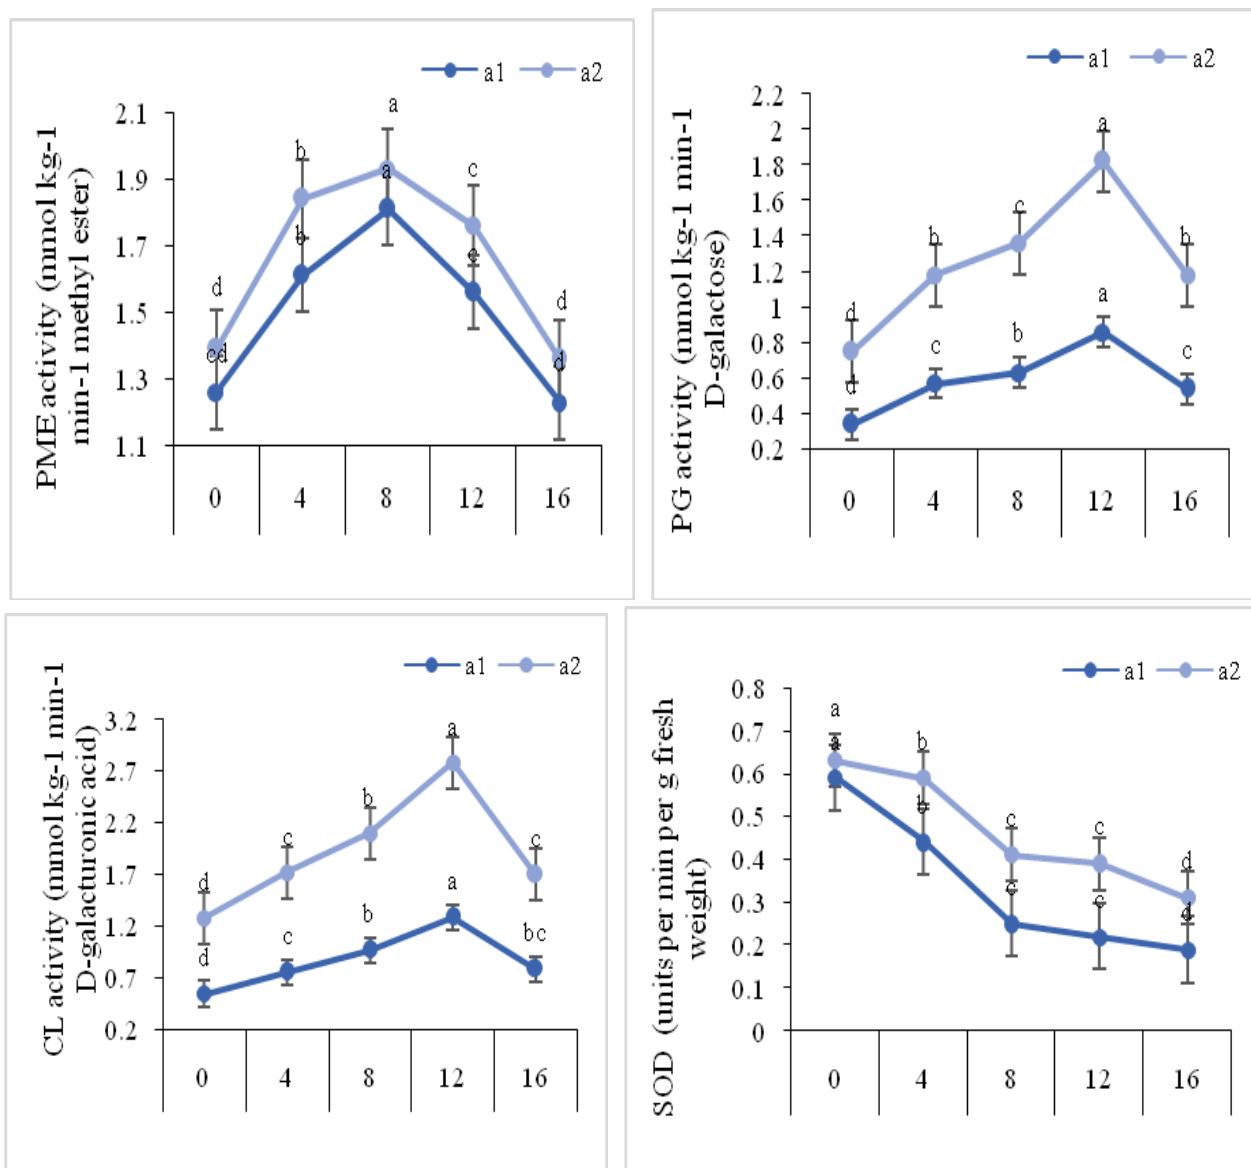 a1 a2
PME activity (mmol kg-1
min-1 methyl ester)
2.1
1.9
1.7
1.5
1.3
1.1
d
b
a
c
d
cd
b
a
c
d
0 4 8 12 16
a1 a2
PG activity (mmol kg-1 min-1
D-galactose)
2.2
2
1.8
1.6
1.4
1.2
1
0.8
0.6
0.4
0.2
d
b
c
a
b
d
c
b
a
c
0 4 8 12 16
a1 a2
CL activity (mmol kg-1 min-1
D-galacturonic acid)
3.2
2.7
2.2
1.7
1.2
0.7
0.2
d
c
b
a
c
d
c
b
a
bc
0 4 8 12 16
a1 a2
SOD (units per min per g fresh
weight)
0.8
0.7
0.6
0.5
0.4
0.3
0.2
0.1
0
a
b
c
c
d
a
b
c
c
d
0 4 8 12 16